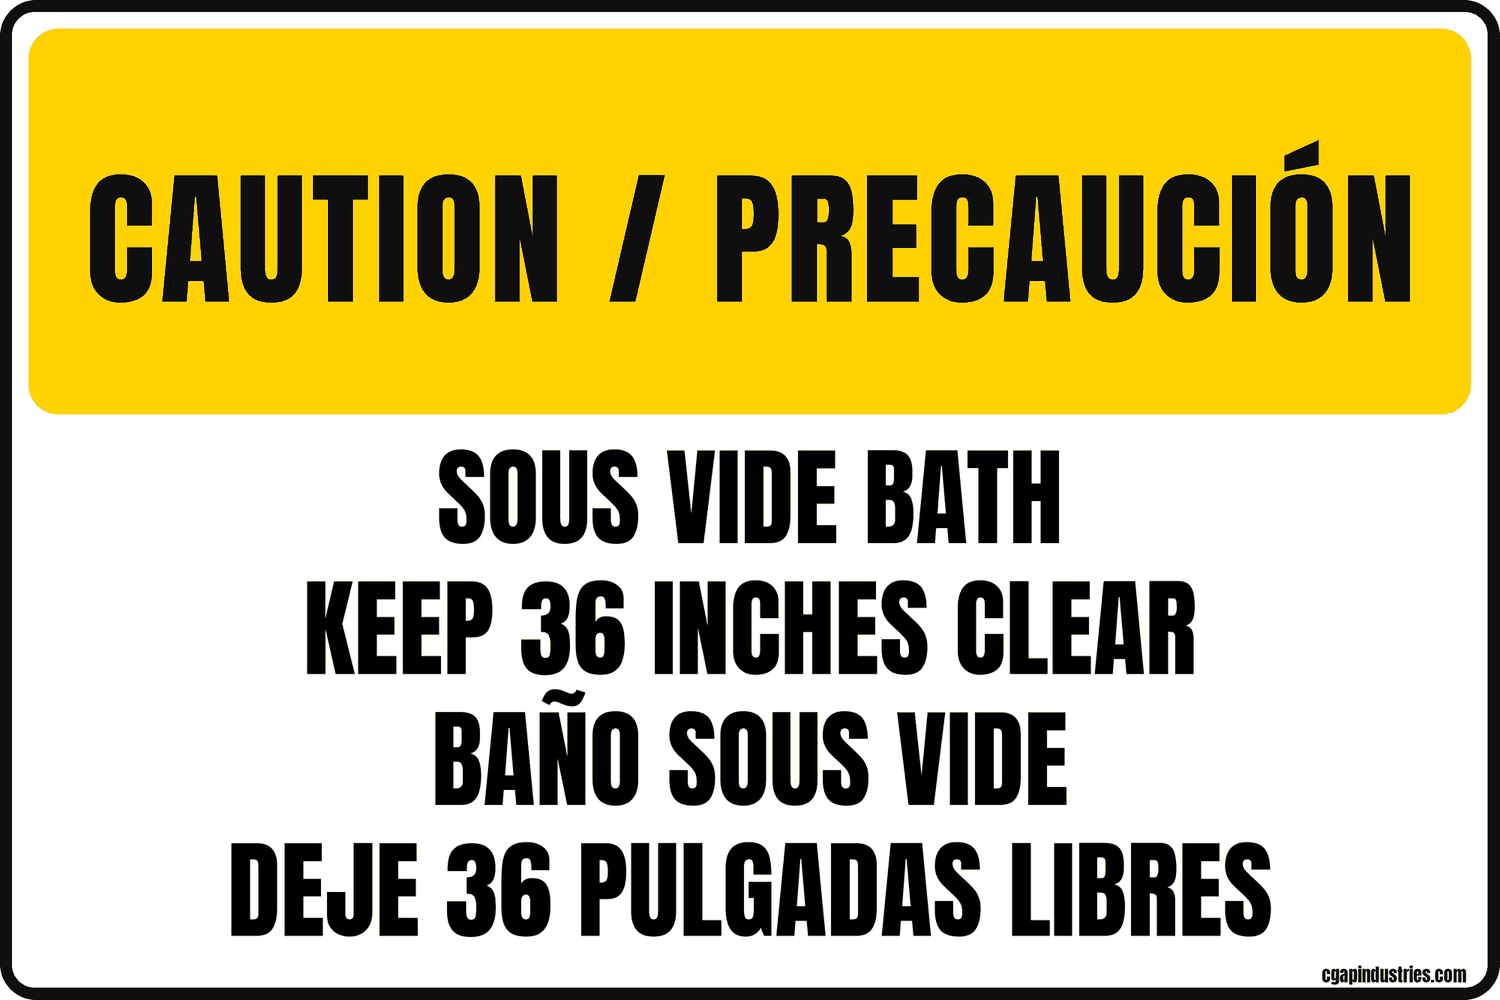 CAUTION / PRECAUCIÓN
SOUS VIDE BATH
KEEP 36 INCHES CLEAR
BAÑO SOUS VIDE
DEJE 36 PULGADAS LIBRES
cgapindustries.com